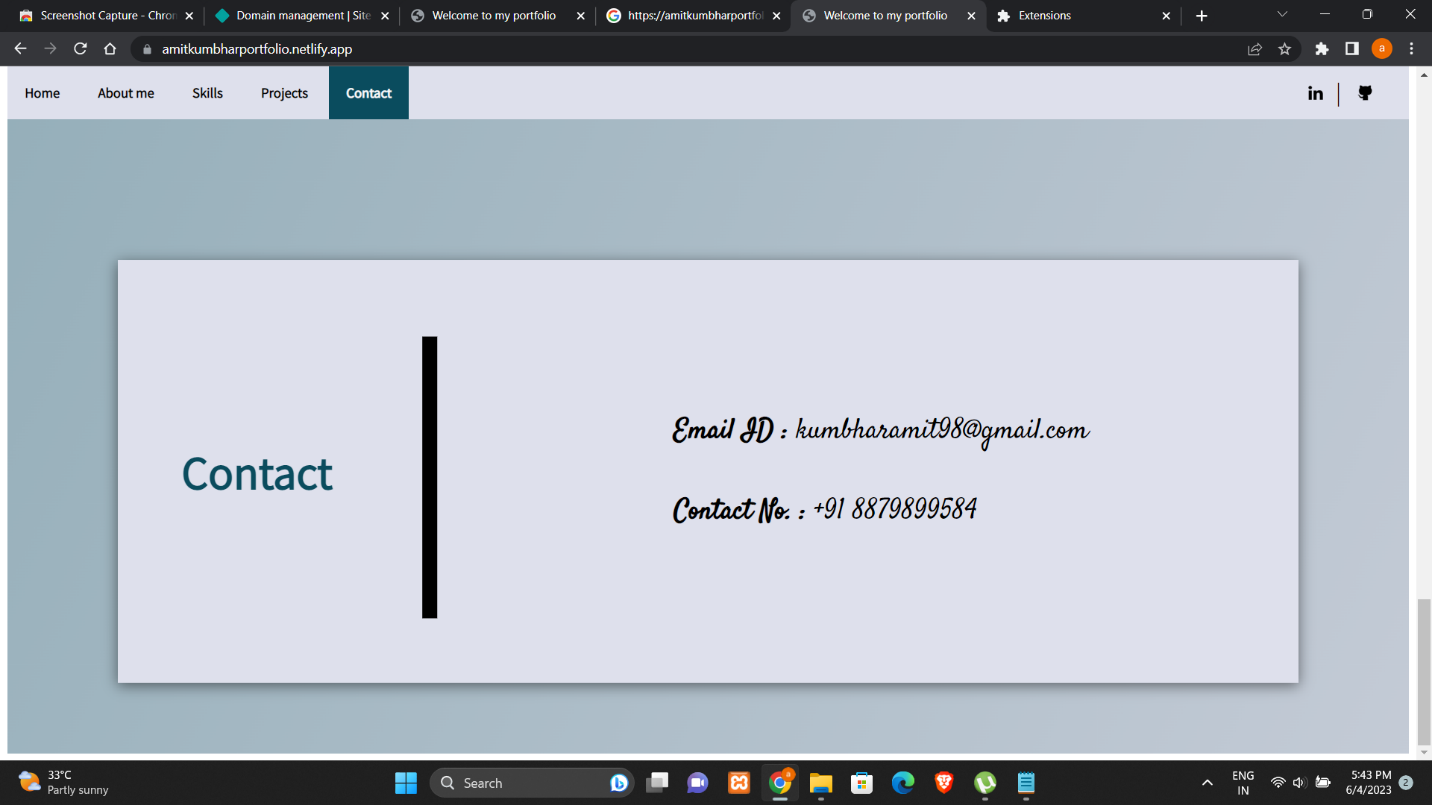 Screenshot Capture - Chron
Domain management | Site
Welcome to my portfolio
https://amitkumbharportfol
Welcome to my portfolio
Extensions
amitkumbharportfolio.netlify.app
a
Home About me Skills Projects Contact
in
Contact
Email ID : kumbharamit98@gmail.com
Contact No. : +91 8879899584
33°C
Partly sunny
Search
ENG
IN
5:43 PM
6/4/2023
2